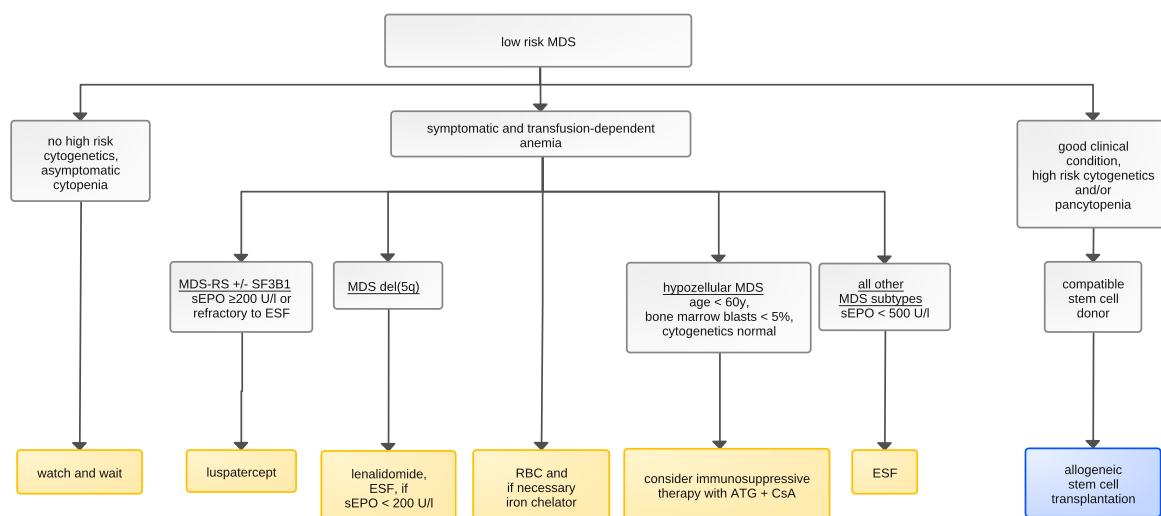 low risk MDS
no high risk
cytogenetics,
asymptomatic
cytopenia
symptomatic and transfusion-dependent
anemia
good clinical
condition,
high risk cytogenetics
and/or
pancytopenia
MDS-RS +/- SF3B1
sEPO ≥200 U/l or
refractory to ESF
MDS del(5q)
hypozellular MDS
age < 60y,
bone marrow blasts < 5%,
cytogenetics normal
all other
MDS subtypes
sEPO < 500 U/l
compatible
stem cell
donor
watch and wait
luspatercept
lenalidomide,
ESF, if
sEPO < 200 U/l
RBC and
if necessary
iron chelator
consider immunosuppressive
therapy with ATG + CsA
ESF
allogeneic
stem cell
transplantation